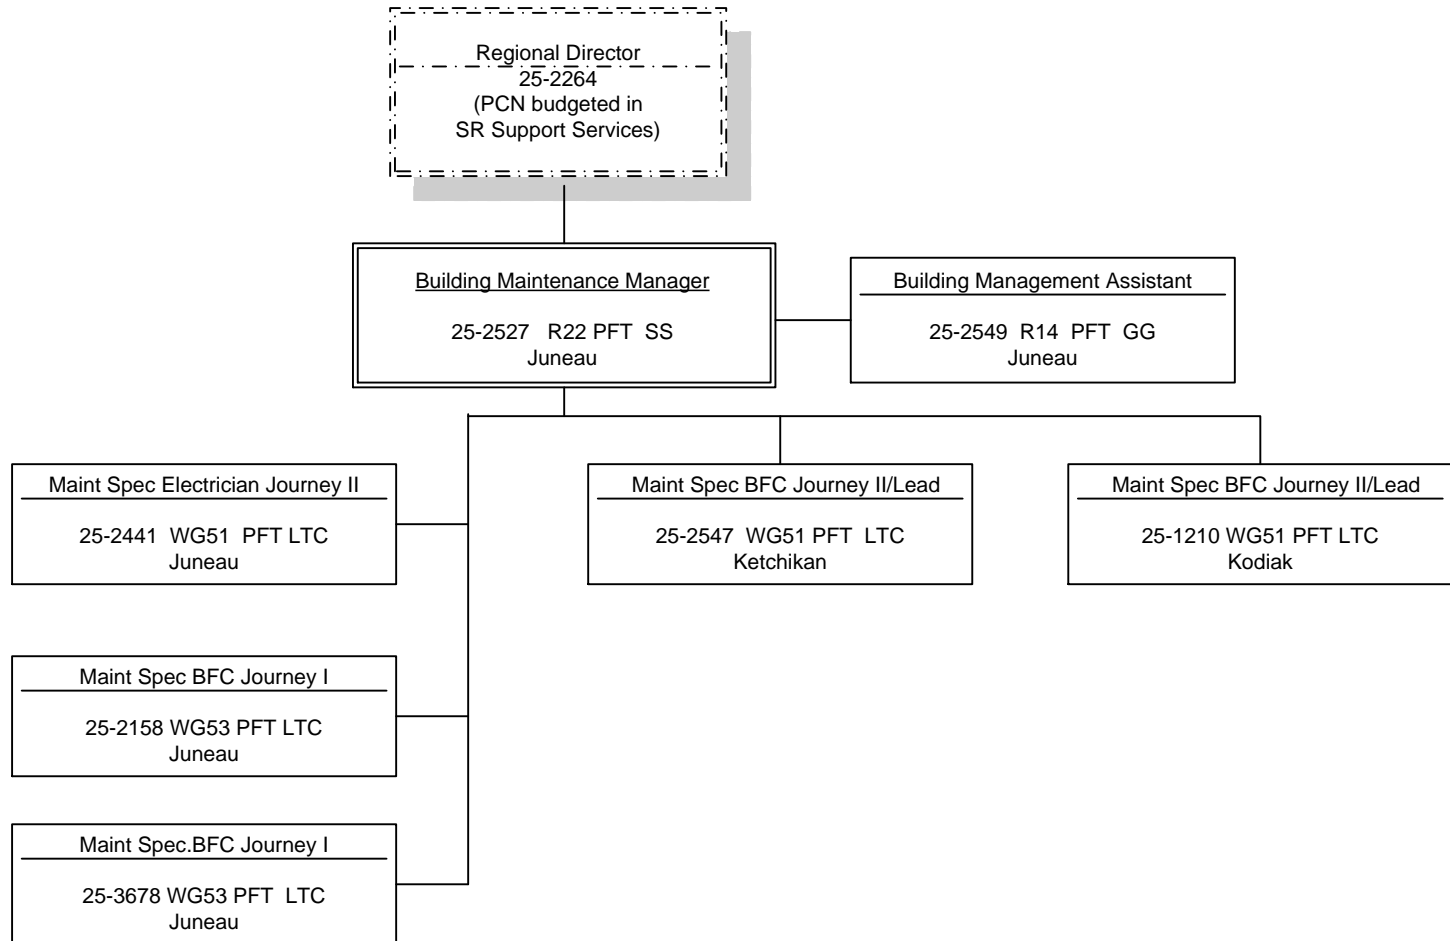 Regional Director
25-2264
(PCN budgeted in
SR Support Services)
Building Maintenance Manager
25-2527 R22 PFT SS
Juneau
Building Management Assistant
25-2549 R14 PFT GG
Juneau
Maint Spec Electrician Journey II
25-2441 WG51 PFT LTC
Juneau
Maint Spec BFC Journey II/Lead
25-2547 WG51 PFT LTC
Ketchikan
Maint Spec BFC Journey II/Lead
25-1210 WG51 PFT LTC
Kodiak
Maint Spec BFC Journey I
25-2158 WG53 PFT LTC
Juneau
Maint Spec.BFC Journey I
25-3678 WG53 PFT LTC
Juneau